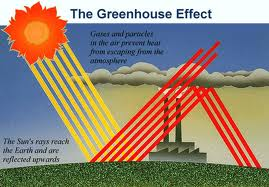 The Greenhouse Effect
Gases and particles
in the air prevent heat
from escaping from the
atmosphere
The Sun's rays reach
the Earth and are
reflected upwards